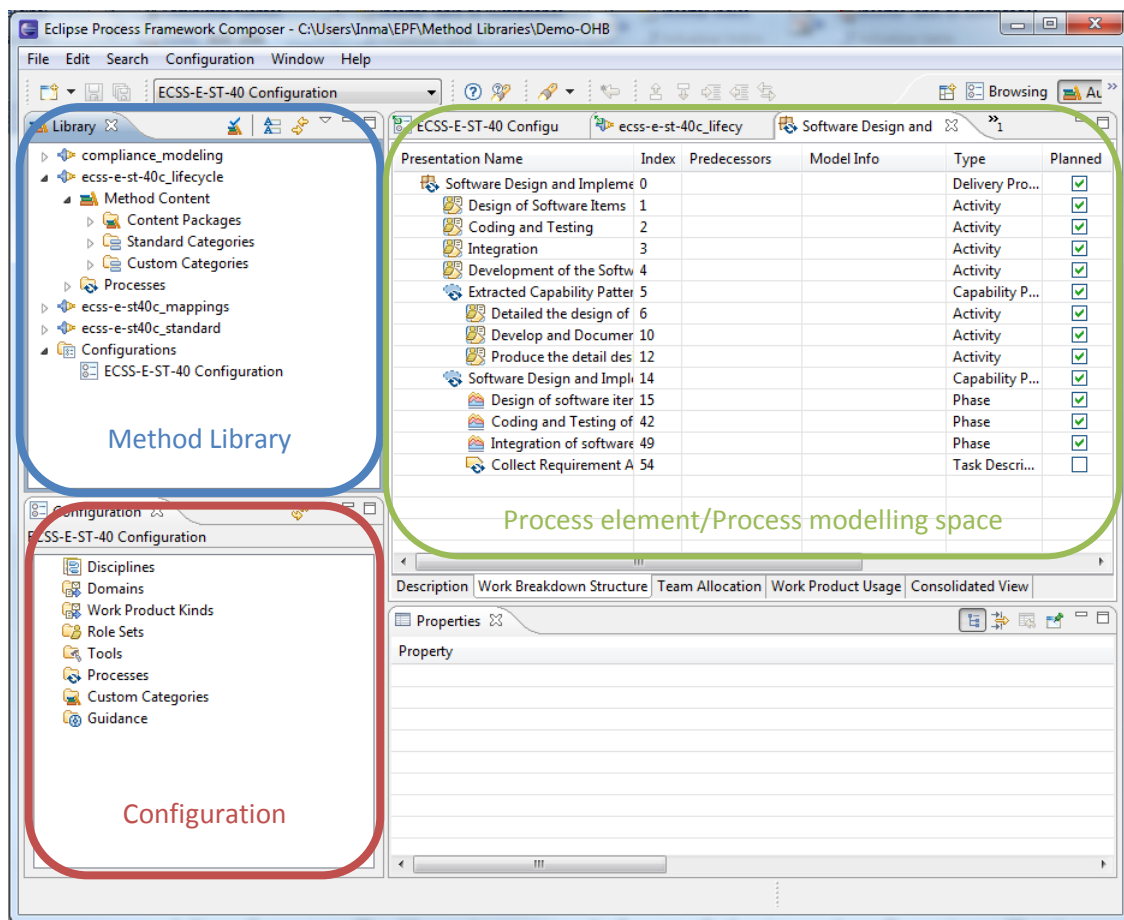 Eclipse Process Framework Composer - C:\Users\Inma\EPF\Method Libraries\Demo-OHB
File Edit Search Configuration Window Help
ECSS-E-ST-40 Configuration
Browsing Au
Library
compliance_modeling
ecss-e-st-40c_lifecycle
Method Content
Content Packages
Standard Categories
Custom Categories
Processes
ecss-e-st40c_mappings
ecss-e-st40c_standard
Configurations
ECSS-E-ST-40 Configuration
Method Library
ECSS-E-ST-40 Configu ecss-e-st-40c_lifecy Software Design and »1
Presentation Name Index Predecessors Model Info Type Planned
Software Design and Impleme 0 Delivery Pro...
Design of Software Items 1 Activity
Coding and Testing 2 Activity
Integration 3 Activity
Development of the Softw 4 Activity
Extracted Capability Patter 5 Capability P...
Detailed the design of 6 Activity
Develop and Documer 10 Activity
Produce the detail des 12 Activity
Software Design and Impl 14 Capability P...
Design of software iter 15 Phase
Coding and Testing of 42 Phase
Integration of software 49 Phase
Collect Requirement A 54 Task Descri...
Process element/Process modelling space
Description Work Breakdown Structure Team Allocation Work Product Usage Consolidated View
Configuration
ECSS-E-ST-40 Configuration
Disciplines
Domains
Work Product Kinds
Role Sets
Tools
Processes
Custom Categories
Guidance
Configuration
Properties
Property